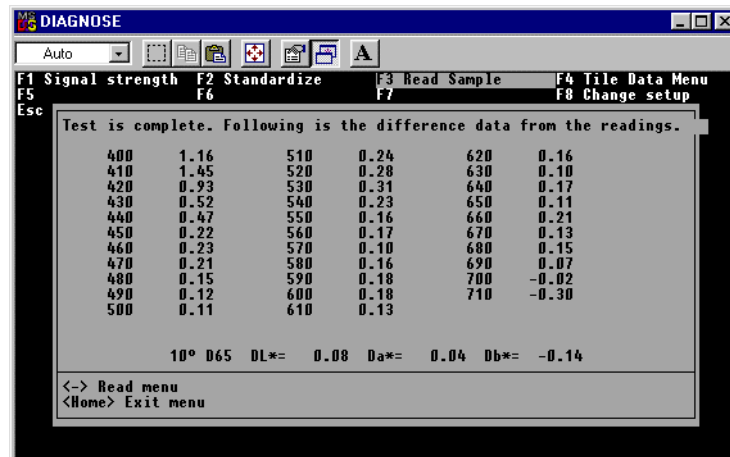 MS DOS DIAGNOSE
Auto A
F1 Signal strength F2 Standardize F3 Read Sample F4 Tile Data Menu
F5 F6 F7 F8 Change setup
Esc
Test is complete. Following is the difference data from the readings.
400 1.16 510 0.24 620 0.16
410 1.45 520 0.28 630 0.10
420 0.93 530 0.31 640 0.17
430 0.52 540 0.23 650 0.11
440 0.47 550 0.16 660 0.21
450 0.22 560 0.17 670 0.13
460 0.23 570 0.10 680 0.15
470 0.21 580 0.16 690 0.07
480 0.15 590 0.18 700 -0.02
490 0.12 600 0.18 710 -0.30
500 0.11 610 0.13
10º D65 DL*= 0.08 Da*= 0.04 Db*= -0.14
<-> Read menu
<Home> Exit menu